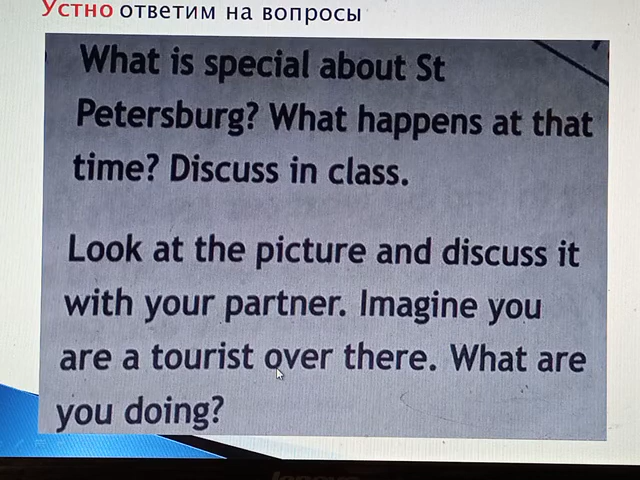 Устно ответим на вопросы
What is special about St
Petersburg? What happens at that
time? Discuss in class.
Look at the picture and discuss it
with your partner. Imagine you
are a tourist over there. What are
you doing?